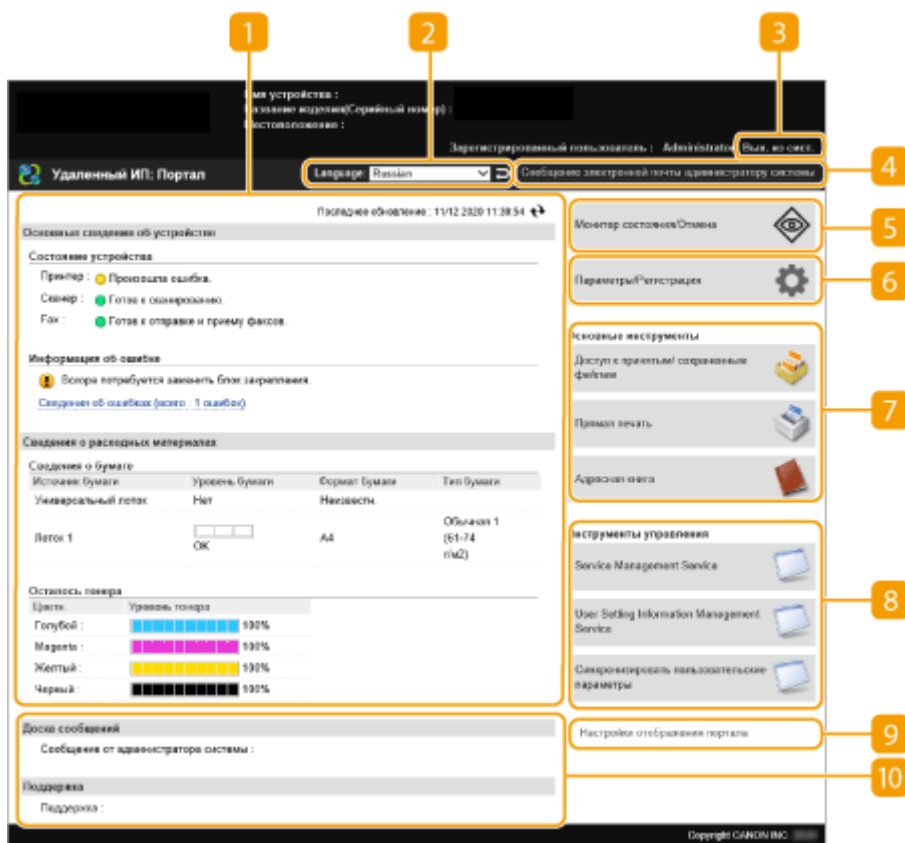 1
2
3
Имя устройства :
Название изделия(Серийный номер) :
Местоположение :
Зарегистрированный пользователь : Administrator Вых. из сист.
4
Удаленный ИП: Портал
Language Russian
Сообщение электронной почты администратору системы
Последнее обновление : 11/12 2020 11:39:54
Основные сведения об устройстве
Состояние устройства
Принтер : Произошла ошибка.
Сканер : Готов к сканированию.
Fax : Готов к отправке и приему факсов.
Информация об ошибке
Вскоре потребуется заменить блок закрепления.
Сведения об ошибках (всего : 1 ошибок)
Сведения о расходных материалах
Сведения о бумаге
Источник бумаги Уровень бумаги Формат бумаги Тип бумаги
Универсальный лоток Нет Неизвестн.
Лоток 1 OK A4 Обычная 1 (61-74 г/м2)
Осталось тонера
Цветн. Уровень тонера
Голубой : 100%
Magenta : 100%
Желтый : 100%
Черный : 100%
Доска сообщений
Сообщение от администратора системы :
Поддержка
Поддержка :
Монитор состояния/Отмена
5
Параметры/Регистрация
6
Основные инструменты
Доступ к принятым/ сохраненным
файлам
Прямая печать
7
Адресная книга
Инструменты управления
Service Management Service
User Setting Information Management
Service
8
Синхронизировать пользовательские
параметры
Настройки отображения портала
9
10
Copyright CANON INC.